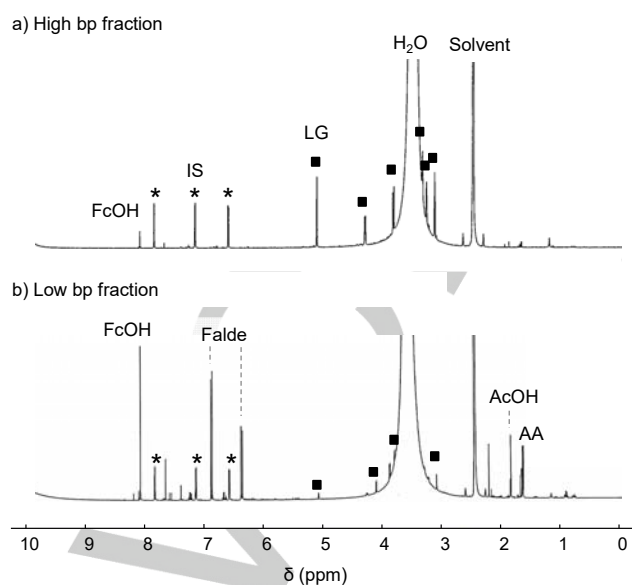 a) High bp fraction
H₂O
Solvent
LG
IS
FcOH
* * *
b) Low bp fraction
FcOH
Falde
AcOH
AA
* * *
10 9 8 7 6 5 4 3 2 1 0
δ (ppm)